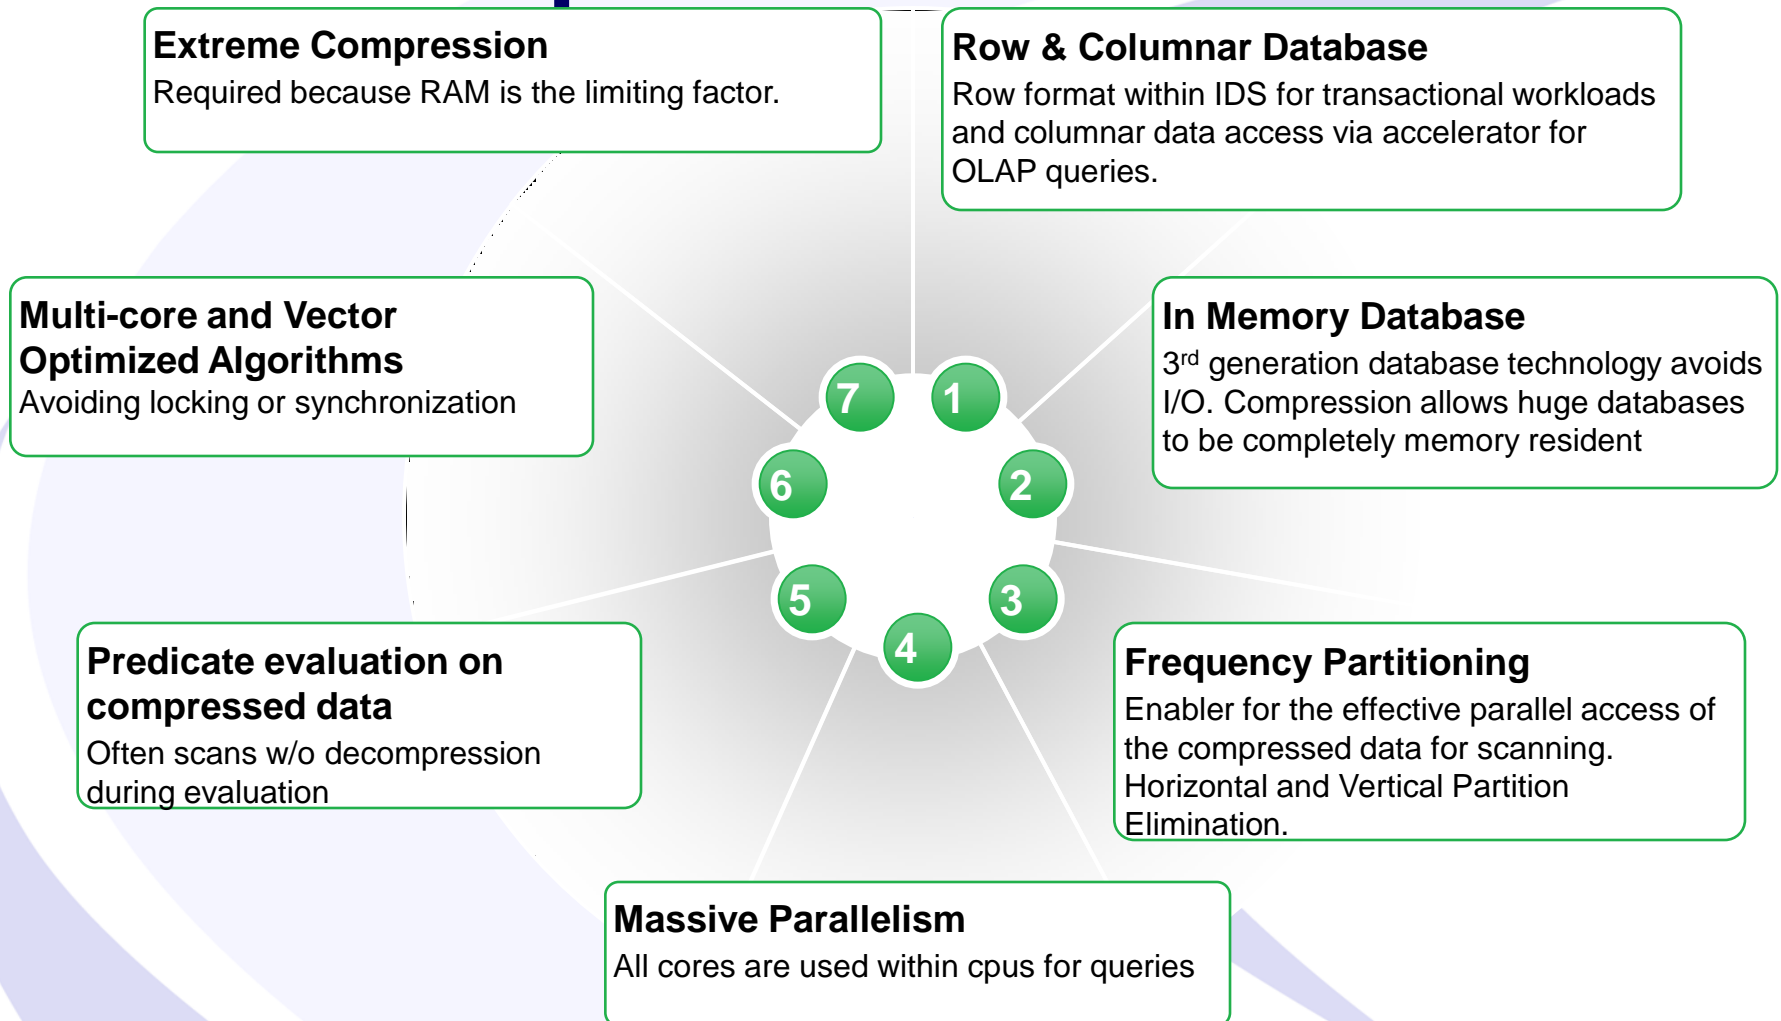 Extreme Compression
Required because RAM is the limiting factor.
Row & Columnar Database
Row format within IDS for transactional workloads
and columnar data access via accelerator for
OLAP queries.
Multi-core and Vector
Optimized Algorithms
Avoiding locking or synchronization
In Memory Database
3rd generation database technology avoids
I/O. Compression allows huge databases
to be completely memory resident
7
1
6
2
5
3
4
Predicate evaluation on
compressed data
Often scans w/o decompression
during evaluation
Frequency Partitioning
Enabler for the effective parallel access of
the compressed data for scanning.
Horizontal and Vertical Partition
Elimination.
Massive Parallelism
All cores are used within cpus for queries